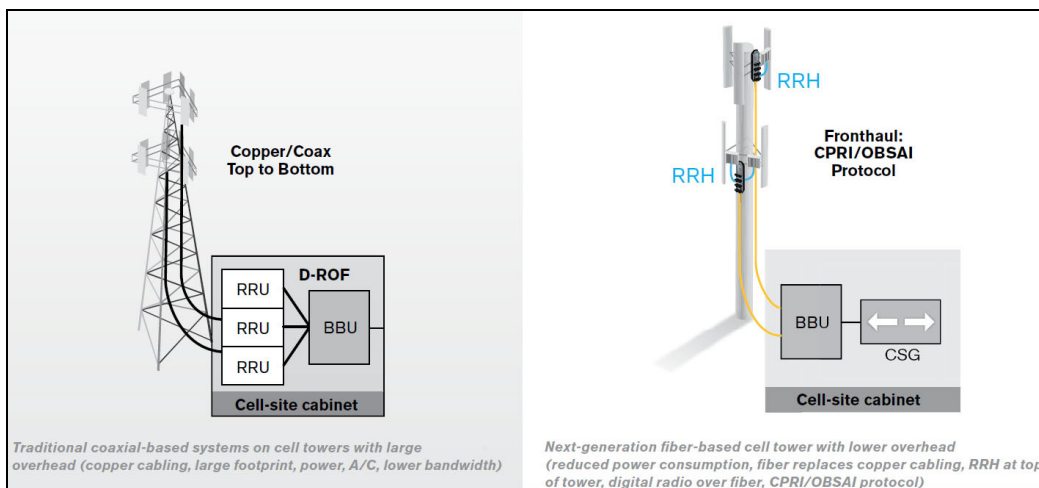 Copper/Coax
Top to Bottom
D-ROF
RRU
RRU
RRU
BBU
Cell-site cabinet
Traditional coaxial-based systems on cell towers with large
overhead (copper cabling, large footprint, power, A/C, lower bandwidth)
RRH
Fronthaul:
CPRI/OBSAI
Protocol
RRH
BBU
CSG
Cell-site cabinet
Next-generation fiber-based cell tower with lower overhead
(reduced power consumption, fiber replaces copper cabling, RRH at top
of tower, digital radio over fiber, CPRI/OBSAI protocol)